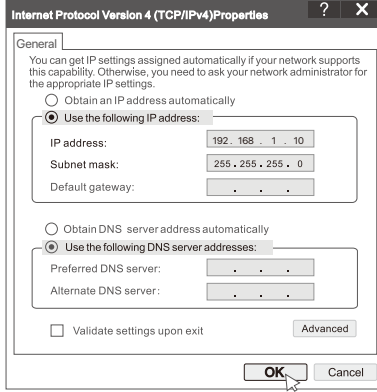 Internet Protocol Version 4 (TCP/IPv4)Properties ? X
General
You can get IP settings assigned automatically if your network supports
this capability. Otherwise, you need to ask your network administrator for
the appropriate IP settings.
Obtain an IP address automatically
Use the following IP address:
IP address: 192. 168 . 1 . 10
Subnet mask: 255 . 255 . 255 . 0
Default gateway: . . .
Obtain DNS server address automatically
Use the following DNS server addresses:
Preferred DNS server: . . .
Alternate DNS server: . . .
Validate settings upon exit Advanced
OK Cancel